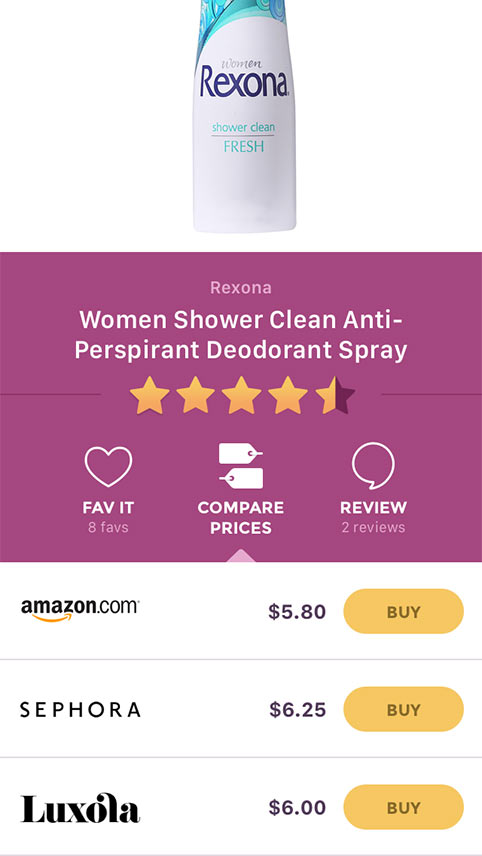 women
Rexona
shower clean
FRESH
Rexona
Women Shower Clean Anti-
Perspirant Deodorant Spray
FAV IT
8 favs
COMPARE
PRICES
REVIEW
2 reviews
amazon.com
$5.80
BUY
SEPHORA
$6.25
BUY
Luxola
$6.00
BUY